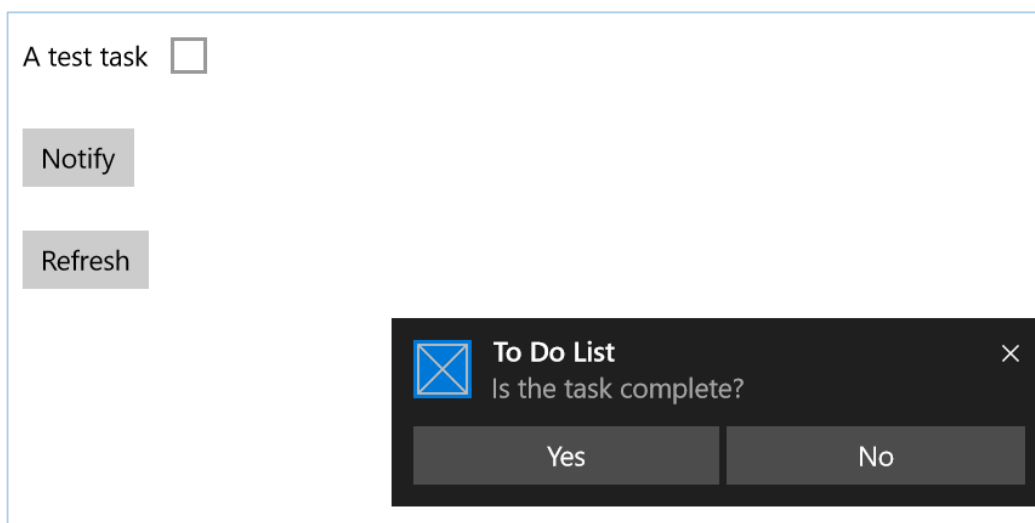 A test task
Notify
Refresh
To Do List
Is the task complete?
Yes
No